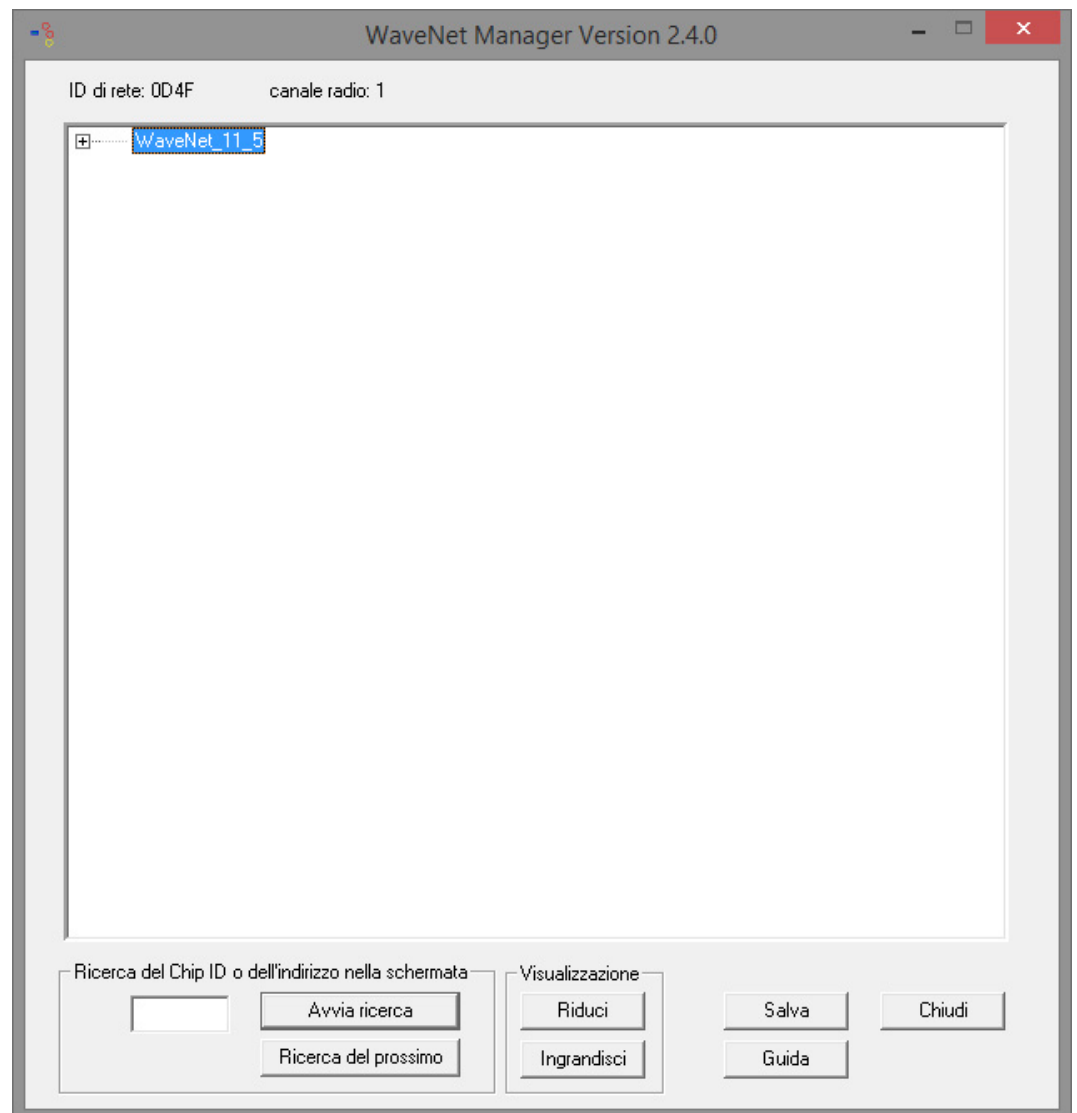 WaveNet Manager Version 2.4.0
ID di rete: 0D4F canale radio: 1
WaveNet_11_5
Ricerca del Chip ID o dell'indirizzo nella schermata
Avvia ricerca
Ricerca del prossimo
Visualizzazione
Riduci
Ingrandisci
Salva
Chiudi
Guida